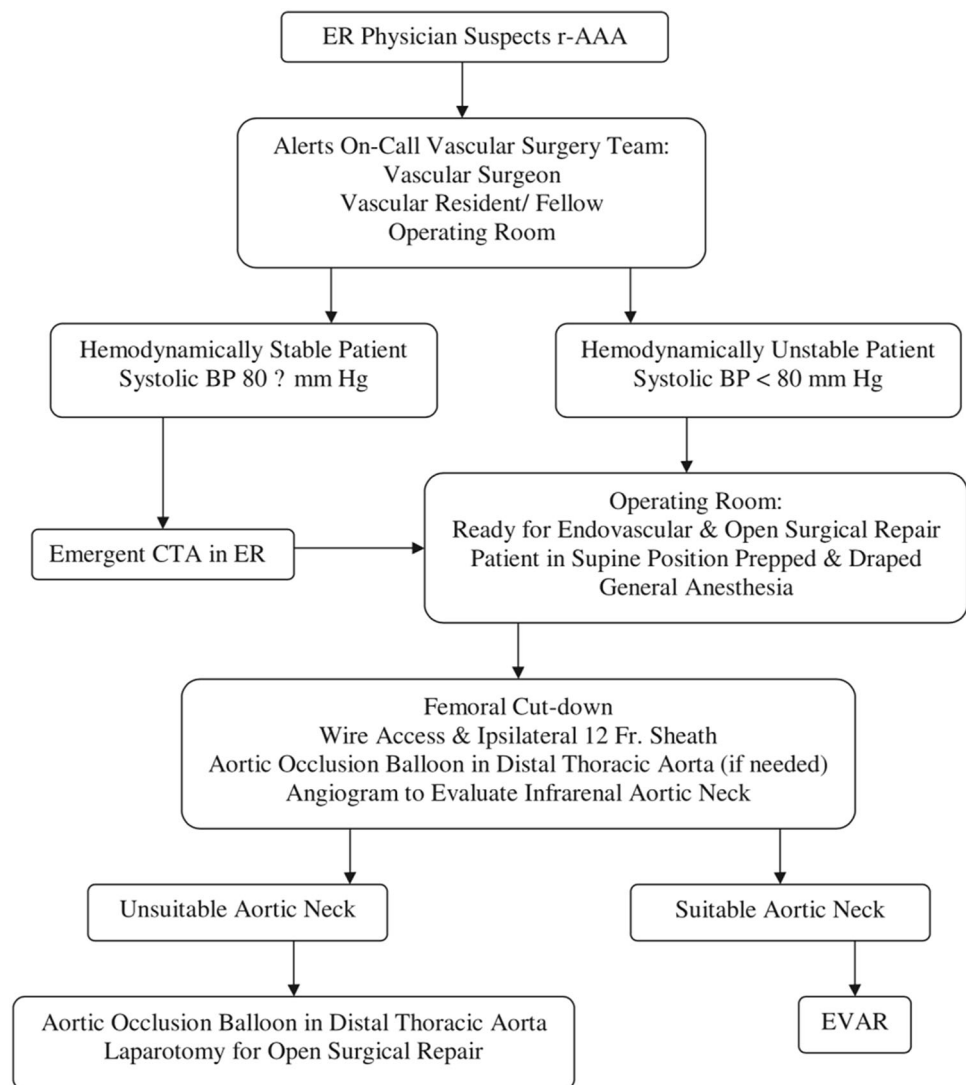 ER Physician Suspects r-AAA
Alerts On-Call Vascular Surgery Team:
Vascular Surgeon
Vascular Resident/ Fellow
Operating Room
Hemodynamically Stable Patient
Systolic BP 80 ? mm Hg
Hemodynamically Unstable Patient
Systolic BP < 80 mm Hg
Emergent CTA in ER
Operating Room:
Ready for Endovascular & Open Surgical Repair
Patient in Supine Position Prepped & Draped
General Anesthesia
Femoral Cut-down
Wire Access & Ipsilateral 12 Fr. Sheath
Aortic Occlusion Balloon in Distal Thoracic Aorta (if needed)
Angiogram to Evaluate Infrarenal Aortic Neck
Unsuitable Aortic Neck
Suitable Aortic Neck
Aortic Occlusion Balloon in Distal Thoracic Aorta
Laparotomy for Open Surgical Repair
EVAR